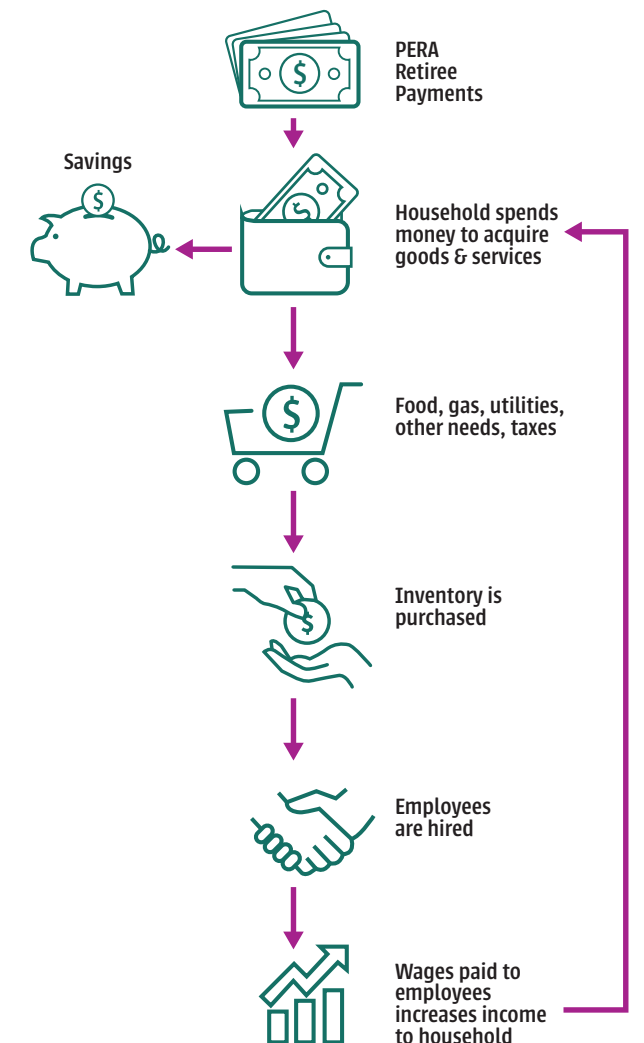 PERA
Retiree
Payments
Savings
Household spends
money to acquire
goods & services
Food, gas, utilities,
other needs, taxes
Inventory is
purchased
Employees
are hired
Wages paid to
employees
increases income
to household
$
$
$
$
$